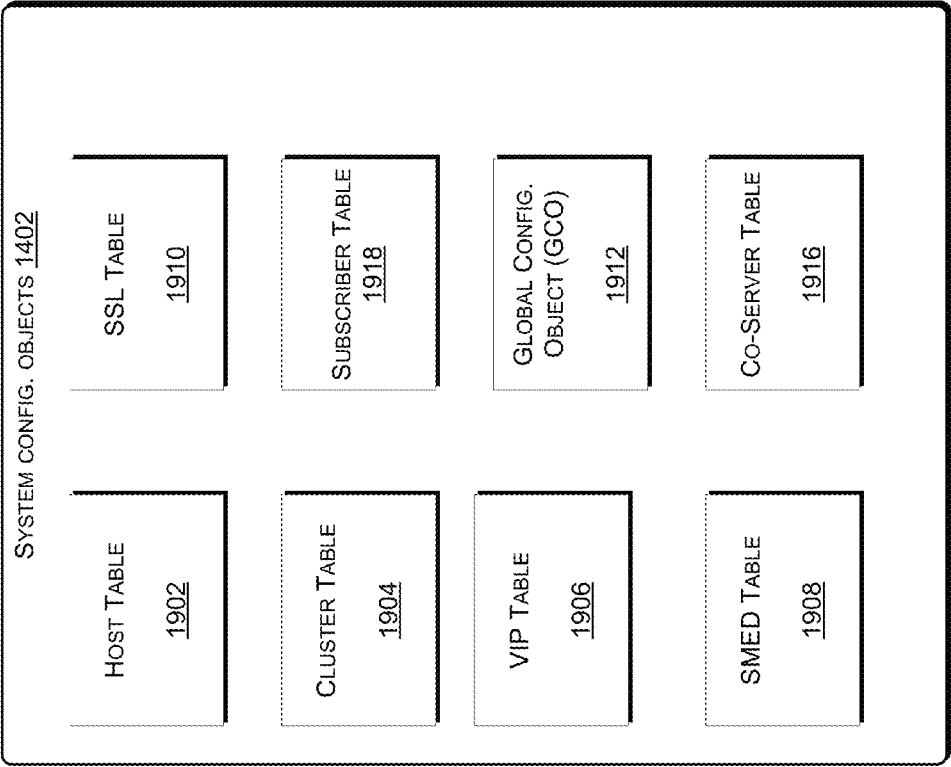 SYSTEM CONFIG. OBJECTS 1402
HOST TABLE
1902
SSL TABLE
1910
CLUSTER TABLE
1904
SUBSCRIBER TABLE
1918
VIP TABLE
1906
GLOBAL CONFIG.
OBJECT (GCO)
1912
SMED TABLE
1908
CO-SERVER TABLE
1916